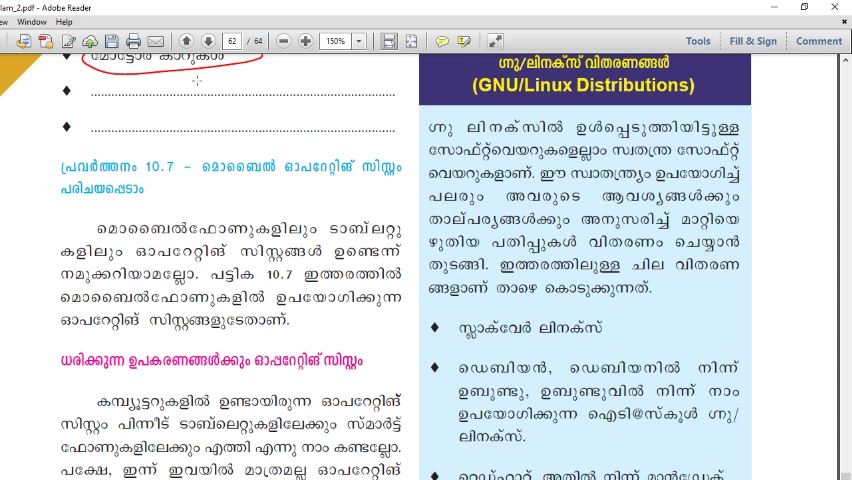 lam_2.pdf - Adobe Reader
Window Help
62 / 64
150%
Tools Fill & Sign Comment
♦ മോട്ടോർ കാറുകൾ
♦ ........................................................................
♦ ........................................................................
പ്രവർത്തനം 10.7 – മൊബൈൽ ഓപറേറ്റിങ് സിസ്റ്റം
പരിചയപ്പെടാം
മൊബൈൽഫോണുകളിലും ടാബ്‌ലറ്റു
കളിലും ഓപറേറ്റിങ് സിസ്റ്റങ്ങൾ ഉണ്ടെന്ന്
നമുക്കറിയാമല്ലോ. പട്ടിക 10.7 ഇത്തരത്തിൽ
മൊബൈൽഫോണുകളിൽ ഉപയോഗിക്കുന്ന
ഓപറേറ്റിങ് സിസ്റ്റങ്ങളുടേതാണ്.
ധരിക്കുന്ന ഉപകരണങ്ങൾക്കും ഓപ്പറേറ്റിങ് സിസ്റ്റം
കമ്പ്യൂട്ടറുകളിൽ ഉണ്ടായിരുന്ന ഓപറേറ്റിങ്
സിസ്റ്റം പിന്നീട് ടാബ്‌ലെറ്റുകളിലേക്കും സ്മാർട്ട്
ഫോണുകളിലേക്കും എത്തി എന്നു നാം കണ്ടല്ലോ.
പക്ഷേ, ഇന്ന് ഇവയിൽ മാത്രമല്ല ഓപറേറ്റിങ്
ഗ്നു/ലിനക്സ് വിതരണങ്ങൾ
(GNU/Linux Distributions)
ഗ്നു ലിനക്സിൽ ഉൾപ്പെടുത്തിയിട്ടുള്ള
സോഫ്റ്റ്‌വെയറുകളെല്ലാം സ്വതന്ത്ര സോഫ്റ്റ്
വെയറുകളാണ്. ഈ സ്വാതന്ത്ര്യം ഉപയോഗിച്ച്
പലരും അവരുടെ ആവശ്യങ്ങൾക്കും
താല്പര്യങ്ങൾക്കും അനുസരിച്ച് മാറ്റിയെ
ഴുതിയ പതിപ്പുകൾ വിതരണം ചെയ്യാൻ
തുടങ്ങി. ഇത്തരത്തിലുള്ള ചില വിതരണ
ങ്ങളാണ് താഴെ കൊടുക്കുന്നത്.
♦ സ്ലാക്‌വേർ ലിനക്സ്
♦ ഡെബിയൻ, ഡെബിയനിൽ നിന്ന്
ഉബുണ്ടു, ഉബുണ്ടുവിൽ നിന്ന് നാം
ഉപയോഗിക്കുന്ന ഐടി@സ്കൂൾ ഗ്നു/
ലിനക്സ്.
♦ റെഡ്ഹാറ്റ്, അതിൽ നിന്ന് മാൻഡ്രേക്